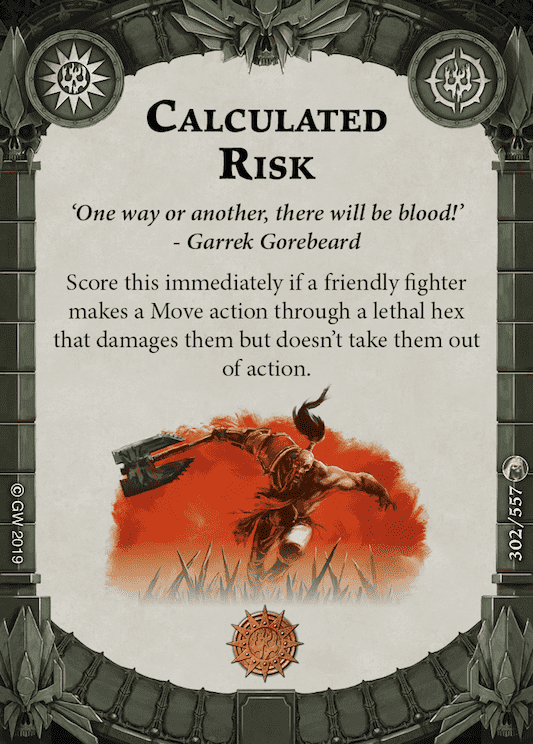 CALCULATED
RISK
‘One way or another, there will be blood!’
- Garrek Gorebeard
Score this immediately if a friendly fighter
makes a Move action through a lethal hex
that damages them but doesn’t take them out
of action.
© GW 2019
302/557